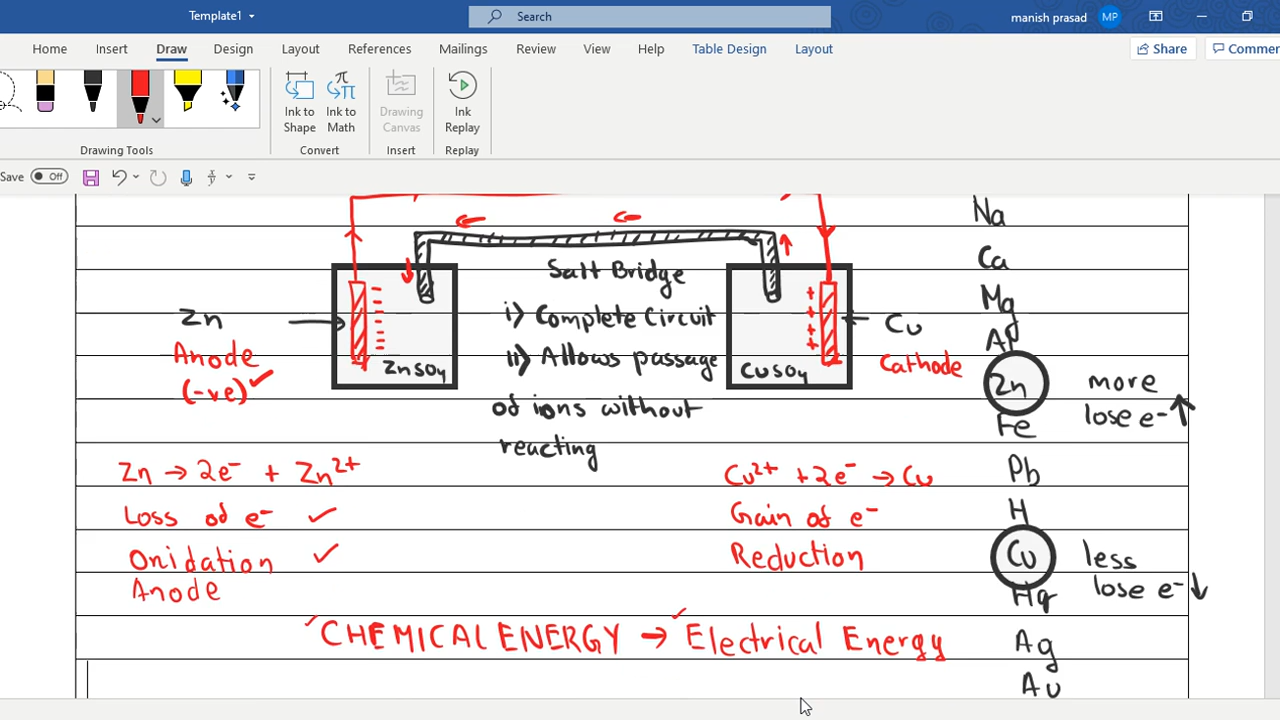 Template1
Search
manish prasad
MP
Home Insert Draw Design Layout References Mailings Review View Help Table Design Layout
Share
Comme
Ink to Shape
Ink to Math
Drawing Canvas
Ink Replay
Drawing Tools
Convert
Insert
Replay
Save Off
Na
Ca
Mg
Al
Zn
more
lose e-
Fe
Pb
H
Cu
less
lose e-
Hg
Ag
Au
Salt Bridge
i) Complete Circuit
ii) Allows passage
of ions without
reacting
Zn
Anode
(-ve)
ZnSO4
CuSO4
Cu
Cathode
Zn → 2e- + Zn2+
Loss of e-
Oxidation
Anode
Cu2+ + 2e- → Cu
Gain of e-
Reduction
CHEMICAL ENERGY → Electrical Energy